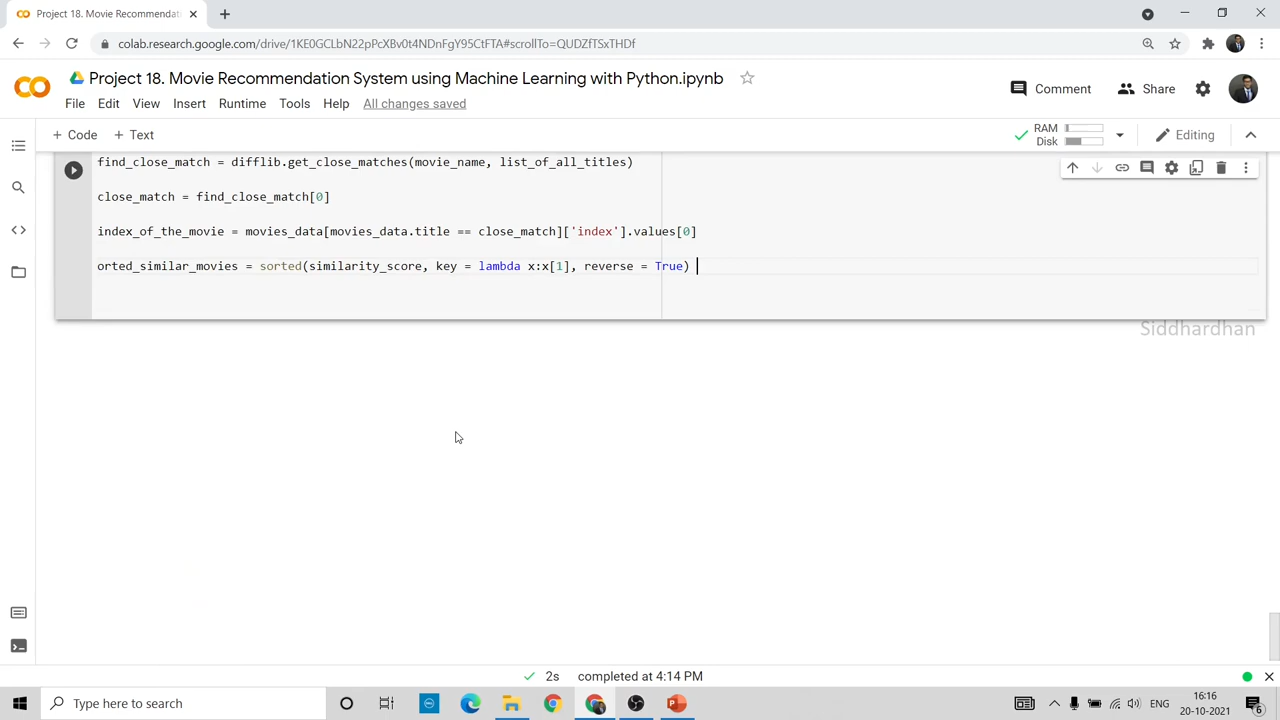 Project 18. Movie Recommendat
colab.research.google.com/drive/1KE0GCLbN22pPcXBv0t4NDnFgY95CtFTA#scrollTo=QUDZfTSxTHDf
Project 18. Movie Recommendation System using Machine Learning with Python.ipynb
Comment
Share
File Edit View Insert Runtime Tools Help All changes saved
+ Code + Text
RAM
Disk
Editing
find_close_match = difflib.get_close_matches(movie_name, list_of_all_titles)
close_match = find_close_match[0]
index_of_the_movie = movies_data[movies_data.title == close_match]['index'].values[0]
orted_similar_movies = sorted(similarity_score, key = lambda x:x[1], reverse = True)
Siddhardhan
2s completed at 4:14 PM
Type here to search
ENG
16:16
20-10-2021
6